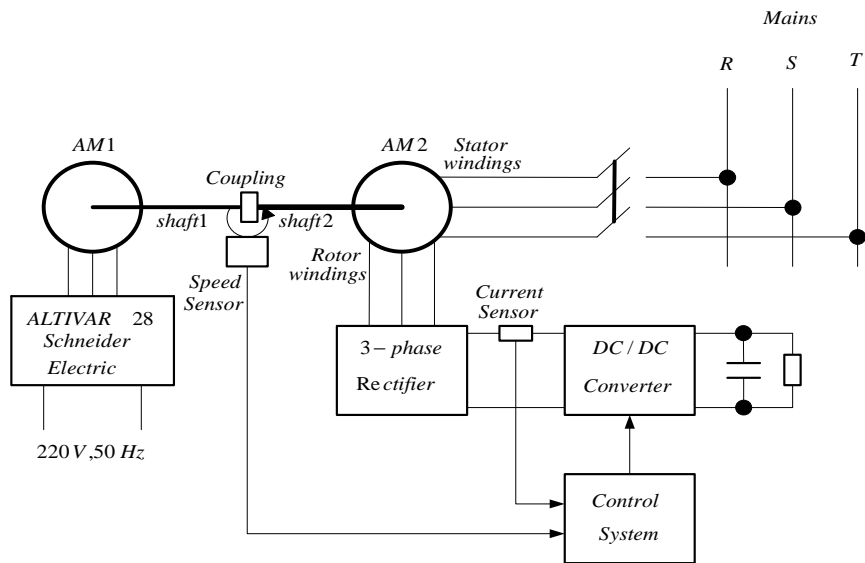 Mains
R S T
AM1
AM2
Stator
windings
Coupling
shaft1
shaft2
Speed
Sensor
Rotor
windings
Current
Sensor
ALTIVAR 28
Schneider
Electric
3-phase
Rectifier
DC/DC
Converter
220V,50 Hz
Control
System